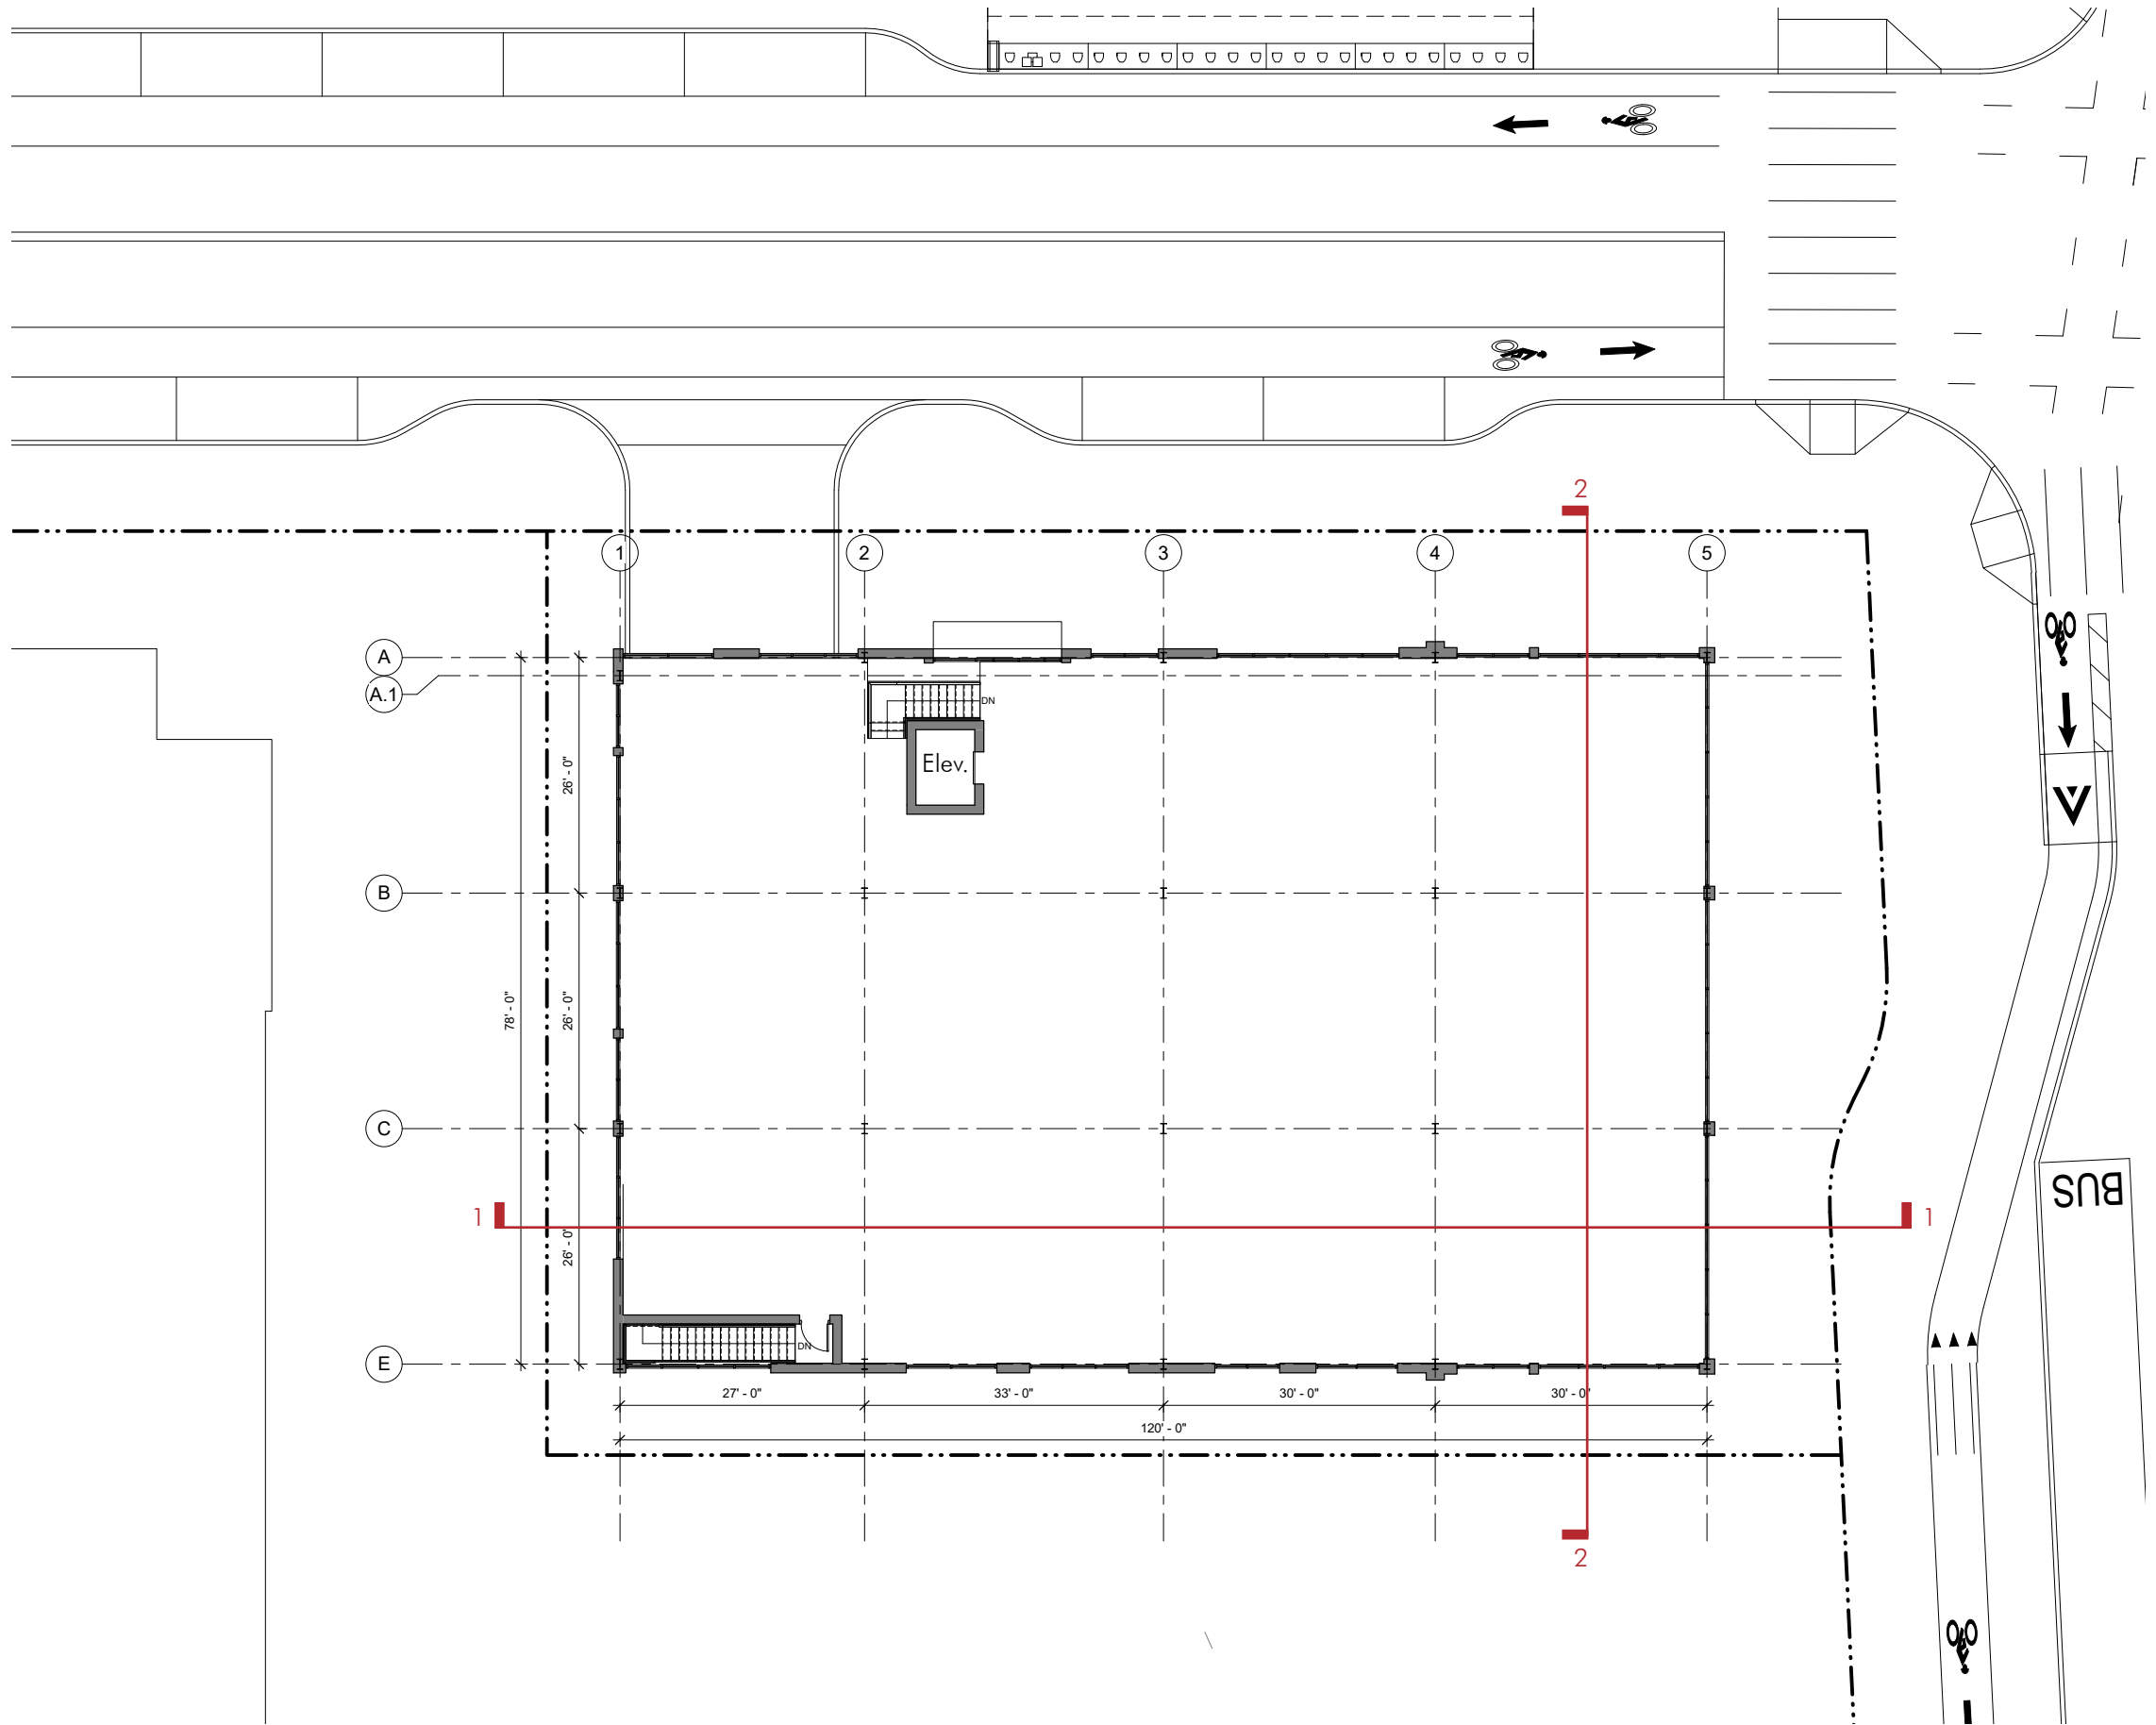 2
1 2 3 4 5
A
A.1
DN
Elev.
26' - 0"
B
78' - 0"
26' - 0"
C
BUS
1 1
26' - 0"
DN
E
27' - 0" 33' - 0" 30' - 0" 30' - 0"
120' - 0"
2